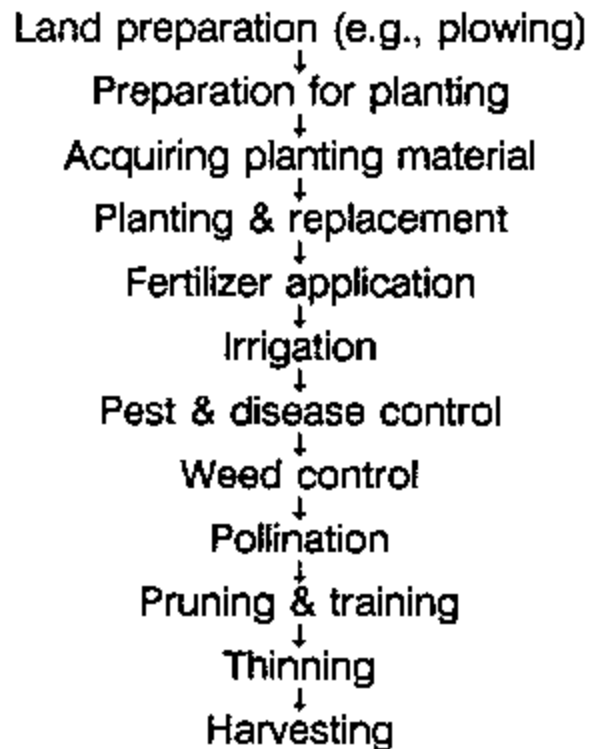 Land preparation (e.g., plowing)
Preparation for planting
Acquiring planting material
Planting & replacement
Fertilizer application
Irrigation
Pest & disease control
Weed control
Pollination
Pruning & training
Thinning
Harvesting